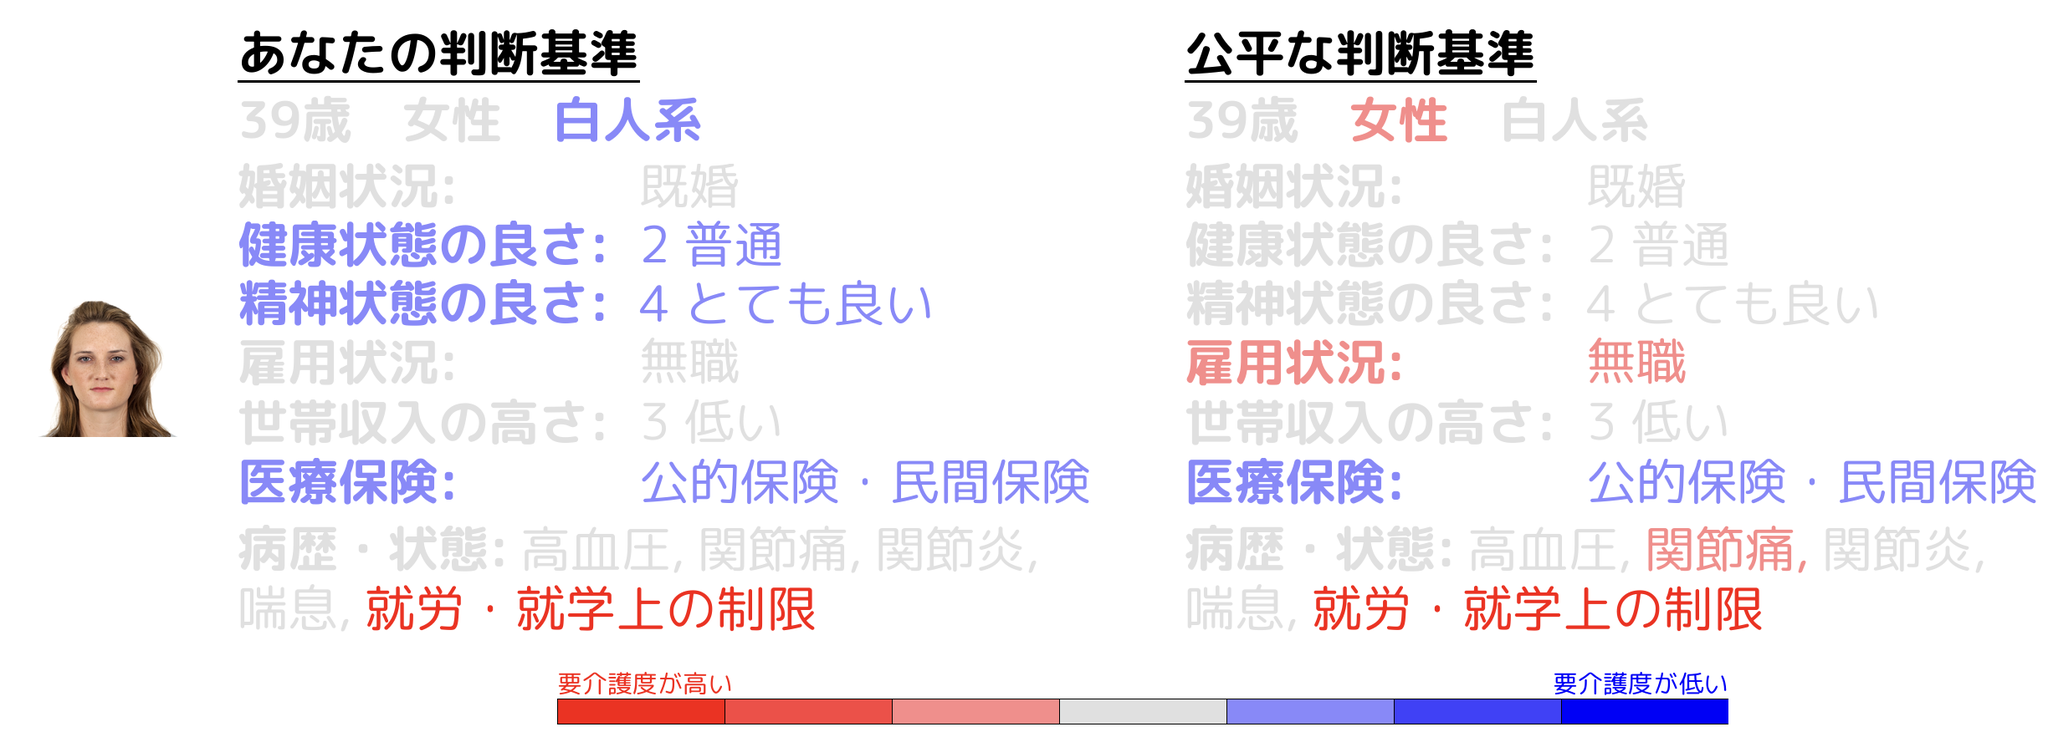 あなたの判断基準
39歳 女性 白人系
婚姻状況: 既婚
健康状態の良さ: 2 普通
精神状態の良さ: 4 とても良い
雇用状況: 無職
世帯収入の高さ: 3 低い
医療保険: 公的保険・民間保険
病歴・状態: 高血圧, 関節痛, 関節炎,
喘息, 就労・就学上の制限
公平な判断基準
39歳 女性 白人系
婚姻状況: 既婚
健康状態の良さ: 2 普通
精神状態の良さ: 4 とても良い
雇用状況: 無職
世帯収入の高さ: 3 低い
医療保険: 公的保険・民間保険
病歴・状態: 高血圧, 関節痛, 関節炎,
喘息, 就労・就学上の制限
要介護度が高い
要介護度が低い